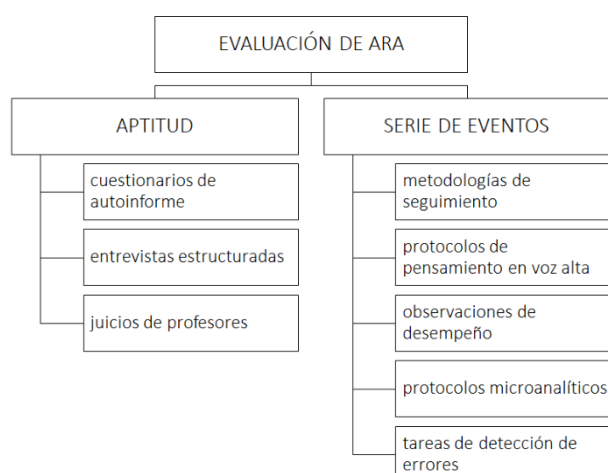 EVALUACIÓN DE ARA
APTITUD
cuestionarios de
autoinforme
entrevistas estructuradas
juicios de profesores
SERIE DE EVENTOS
metodologías de
seguimiento
protocolos de
pensamiento en voz alta
observaciones de
desempeño
protocolos microanalíticos
tareas de detección de
errores